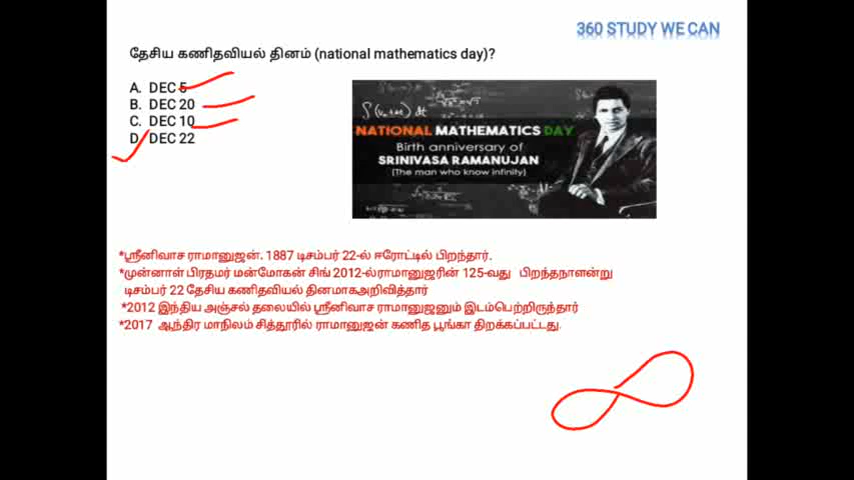 360 STUDY WE CAN
தேசிய கணிதவியல் தினம் (national mathematics day)?
A. DEC 5
B. DEC 20
C. DEC 10
D. DEC 22
NATIONAL MATHEMATICS DAY
Birth anniversary of
SRINIVASA RAMANUJAN
(The man who know infinity)
*ஸ்ரீனிவாச ராமானுஜன். 1887 டிசம்பர் 22-ல் ஈரோட்டில் பிறந்தார்.
*முன்னாள் பிரதமர் மன்மோகன் சிங் 2012-ல்ராமானுஜரின் 125-வது பிறந்தநாளன்று
டிசம்பர் 22 தேசிய கணிதவியல் தினமாகஅறிவித்தார்
*2012 இந்திய அஞ்சல் தலையில் ஸ்ரீனிவாச ராமானுஜனும் இடம்பெற்றிருந்தார்
*2017 ஆந்திர மாநிலம் சித்தூரில் ராமானுஜன் கணித பூங்கா திறக்கப்பட்டது.